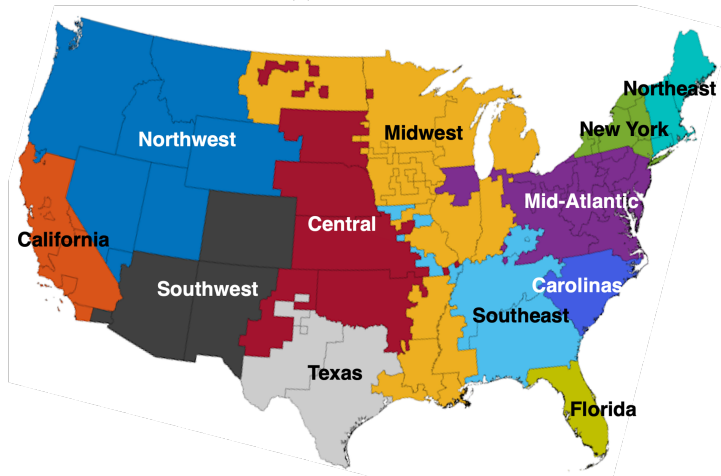 Northeast
New York
Midwest
Northwest
Mid-Atlantic
Central
California
Carolinas
Southwest
Southeast
Texas
Florida